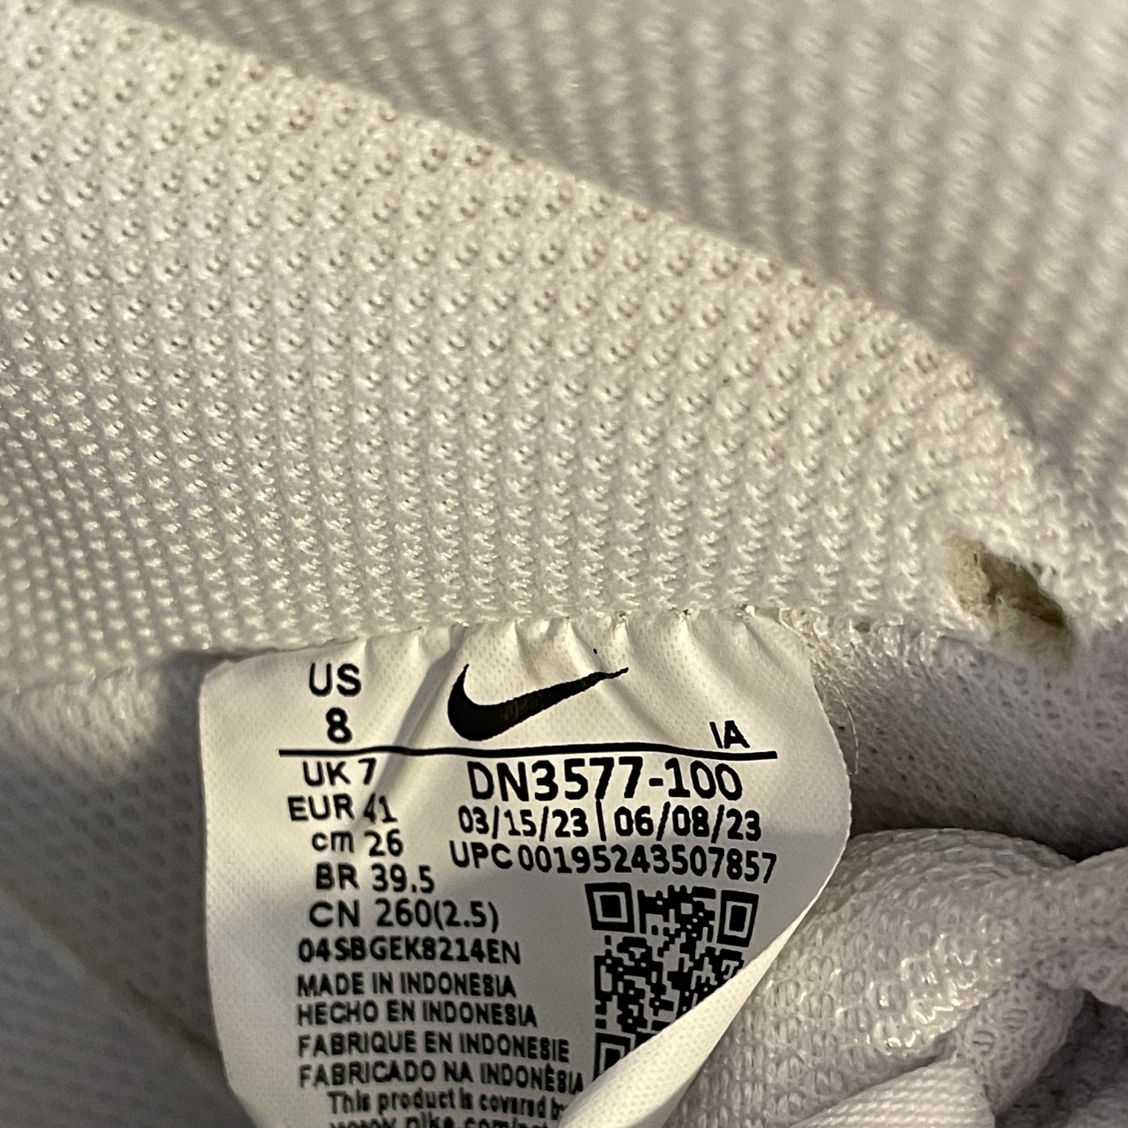 US
8
IA
UK 7
DN3577-100
EUR 41
03/15/23 | 06/08/23
cm 26
UPC 00195243507857
BR 39.5
CN 260(2.5)
04SBGEK8214EN
MADE IN INDONESIA
HECHO EN INDONESIA
FABRIQUE EN INDONESIE
FABRICADO NA INDONÉSIA
This product is covered